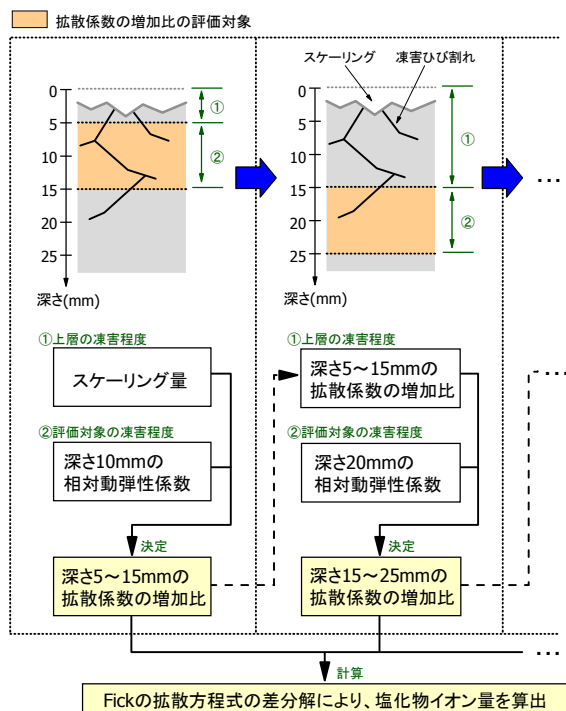 拡散係数の増加比の評価対象
0
5
10
15
20
25
深さ(mm)
①
②
①上層の凍害程度
スケーリング量
②評価対象の凍害程度
深さ10mmの
相対動弾性係数
決定
深さ5～15mmの
拡散係数の増加比
スケーリング
凍害ひび割れ
0
5
10
15
20
25
深さ(mm)
①
②
①上層の凍害程度
深さ5～15mmの
拡散係数の増加比
②評価対象の凍害程度
深さ20mmの
相対動弾性係数
決定
深さ15～25mmの
拡散係数の増加比
…
…
…
計算
Fickの拡散方程式の差分解により、塩化物イオン量を算出